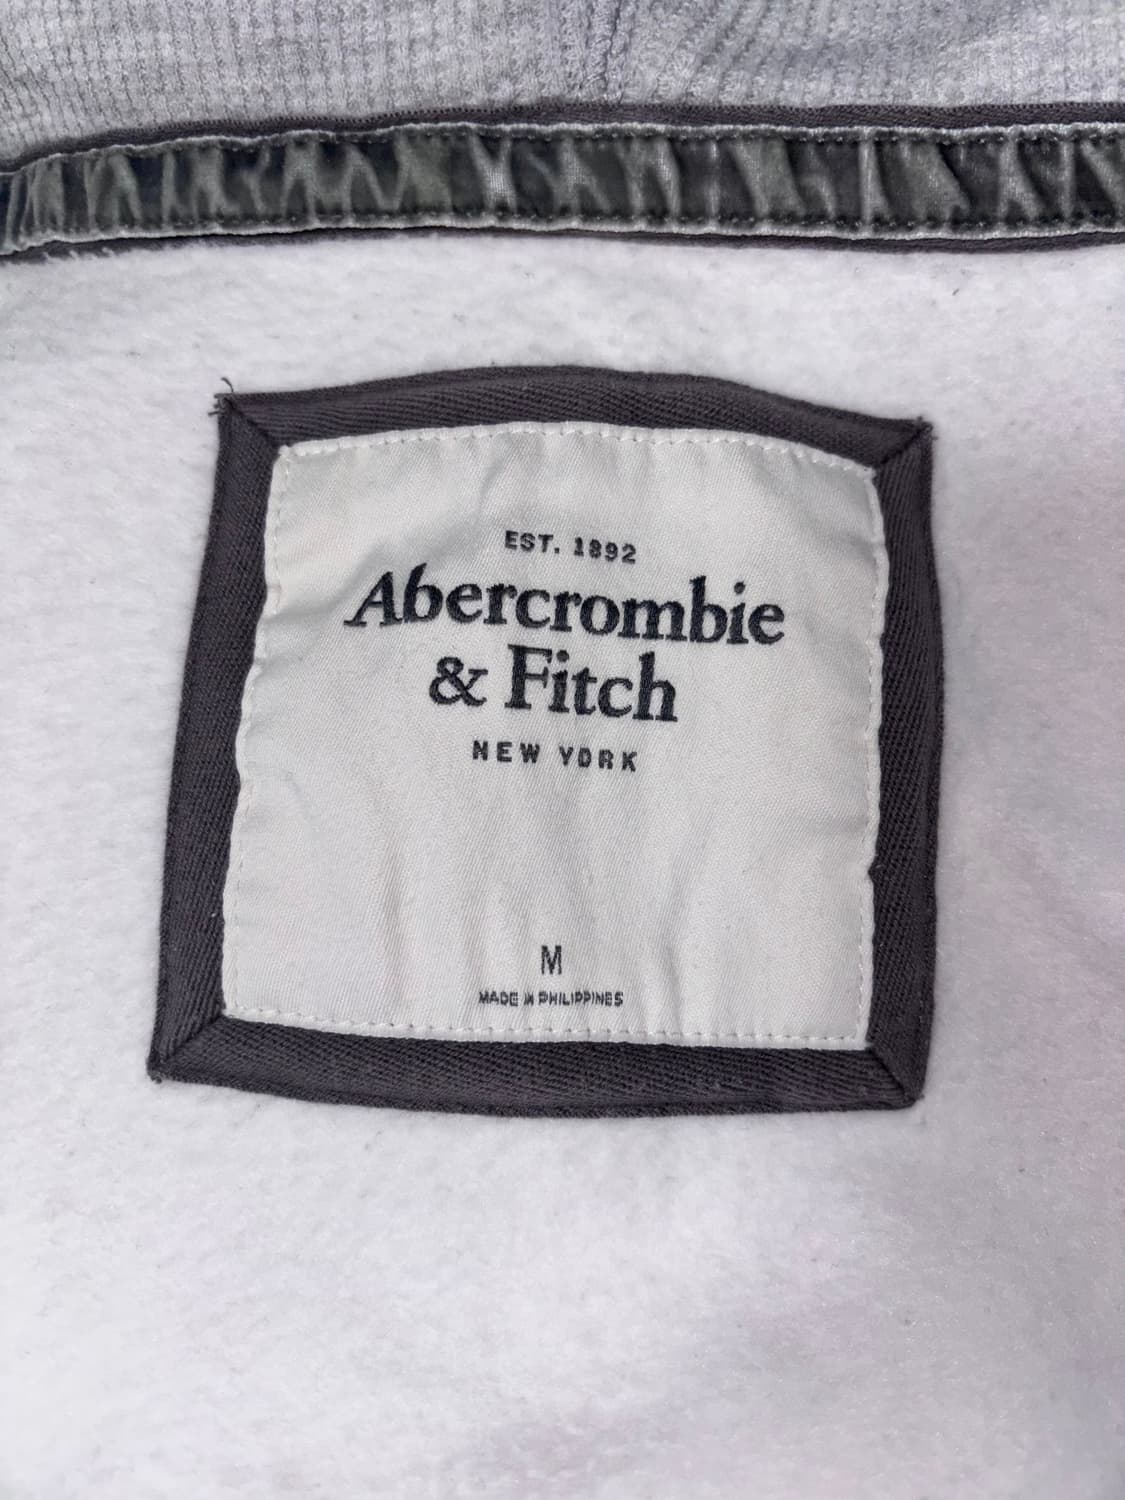 EST. 1892
Abercrombie
& Fitch
NEW YORK
M
MADE IN PHILIPPINES